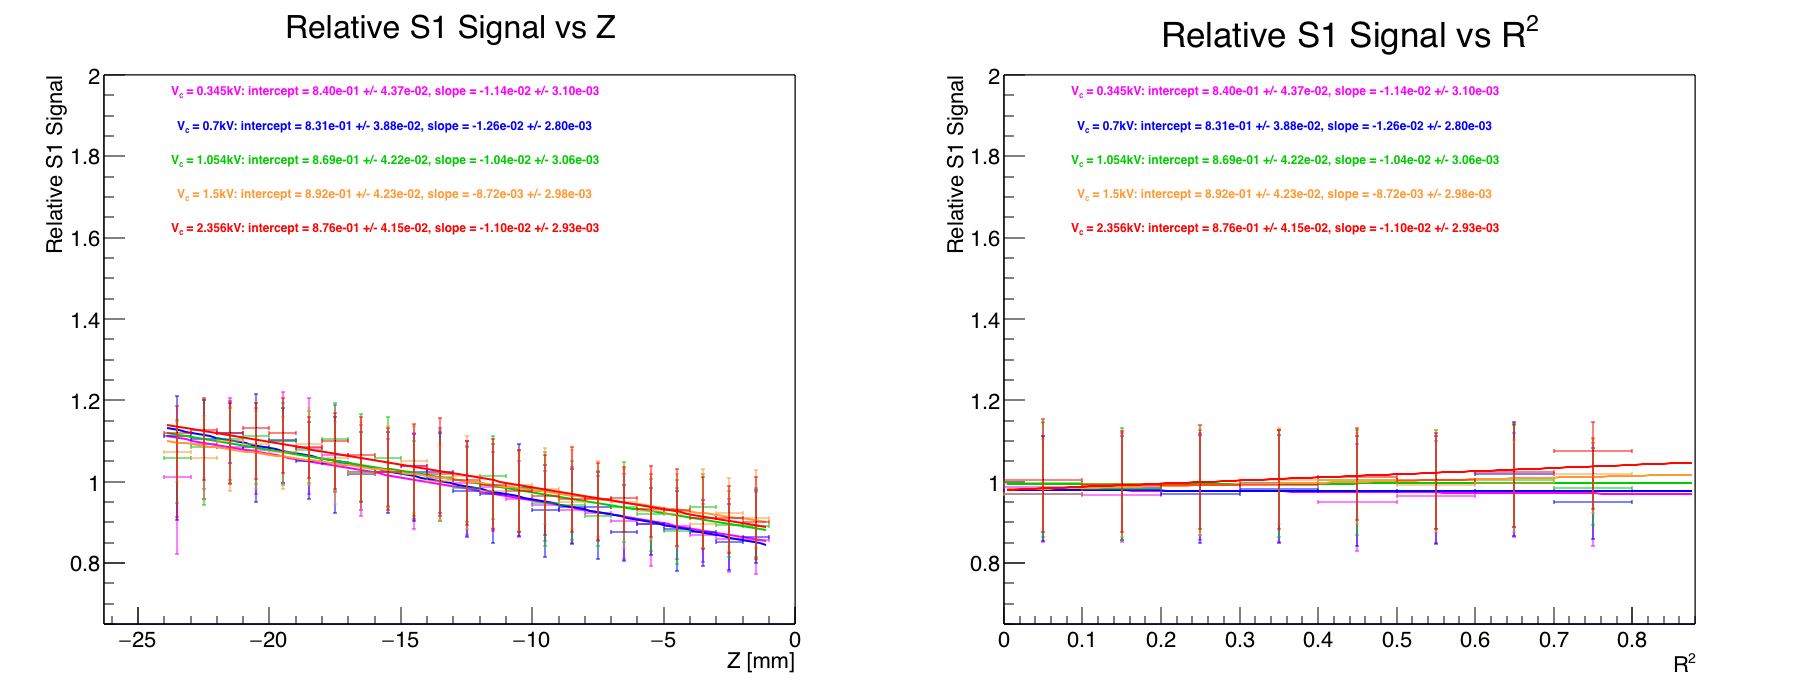 Relative S1 Signal vs Z
Relative S1 Signal
2
1.8
1.6
1.4
1.2
1
0.8
V_c = 0.345kV: intercept = 8.40e-01 +/- 4.37e-02, slope = -1.14e-02 +/- 3.10e-03
V_c = 0.7kV: intercept = 8.31e-01 +/- 3.88e-02, slope = -1.26e-02 +/- 2.80e-03
V_c = 1.054kV: intercept = 8.69e-01 +/- 4.22e-02, slope = -1.04e-02 +/- 3.06e-03
V_c = 1.5kV: intercept = 8.92e-01 +/- 4.23e-02, slope = -8.72e-03 +/- 2.98e-03
V_c = 2.356kV: intercept = 8.76e-01 +/- 4.15e-02, slope = -1.10e-02 +/- 2.93e-03
−25 −20 −15 −10 −5 0
Z [mm]
Relative S1 Signal vs R²
Relative S1 Signal
2
1.8
1.6
1.4
1.2
1
0.8
V_c = 0.345kV: intercept = 8.40e-01 +/- 4.37e-02, slope = -1.14e-02 +/- 3.10e-03
V_c = 0.7kV: intercept = 8.31e-01 +/- 3.88e-02, slope = -1.26e-02 +/- 2.80e-03
V_c = 1.054kV: intercept = 8.69e-01 +/- 4.22e-02, slope = -1.04e-02 +/- 3.06e-03
V_c = 1.5kV: intercept = 8.92e-01 +/- 4.23e-02, slope = -8.72e-03 +/- 2.98e-03
V_c = 2.356kV: intercept = 8.76e-01 +/- 4.15e-02, slope = -1.10e-02 +/- 2.93e-03
0 0.1 0.2 0.3 0.4 0.5 0.6 0.7 0.8
R²